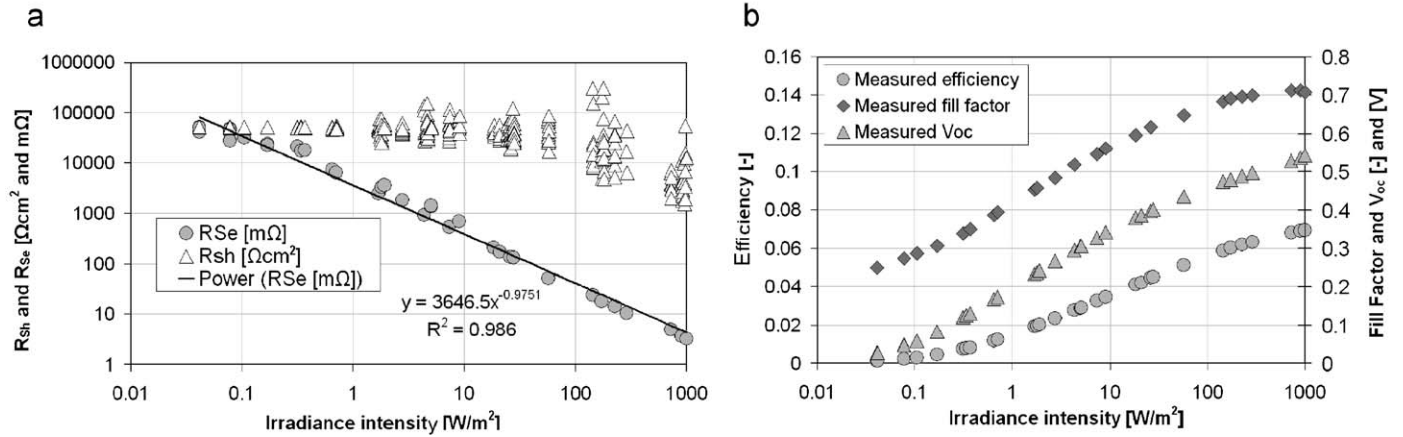 a
RSh and RSe [Ωcm² and mΩ]
1000000
100000
10000
1000
100
10
1
RSe [mΩ]
Rsh [Ωcm²]
Power (RSe [mΩ])
y = 3646.5x^-0.9751
R² = 0.986
0.01 0.1 1 10 100 1000
Irradiance intensity [W/m²]
b
Efficiency [-]
0.16
0.14
0.12
0.1
0.08
0.06
0.04
0.02
0
Measured efficiency
Measured fill factor
Measured Voc
0.8
0.7
0.6
0.5
0.4
0.3
0.2
0.1
0
Fill Factor and Voc [-] and [V]
0.01 0.1 1 10 100 1000
Irradiance intensity [W/m²]